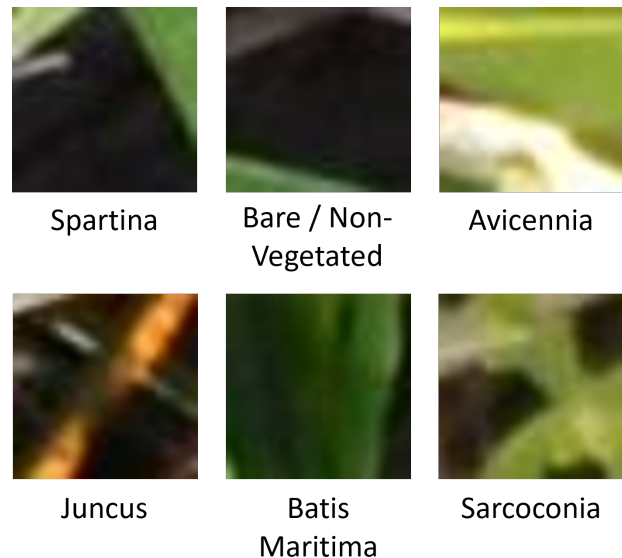 Spartina
Bare / Non-
Vegetated
Avicennia
Juncus
Batis
Maritima
Sarcoconia